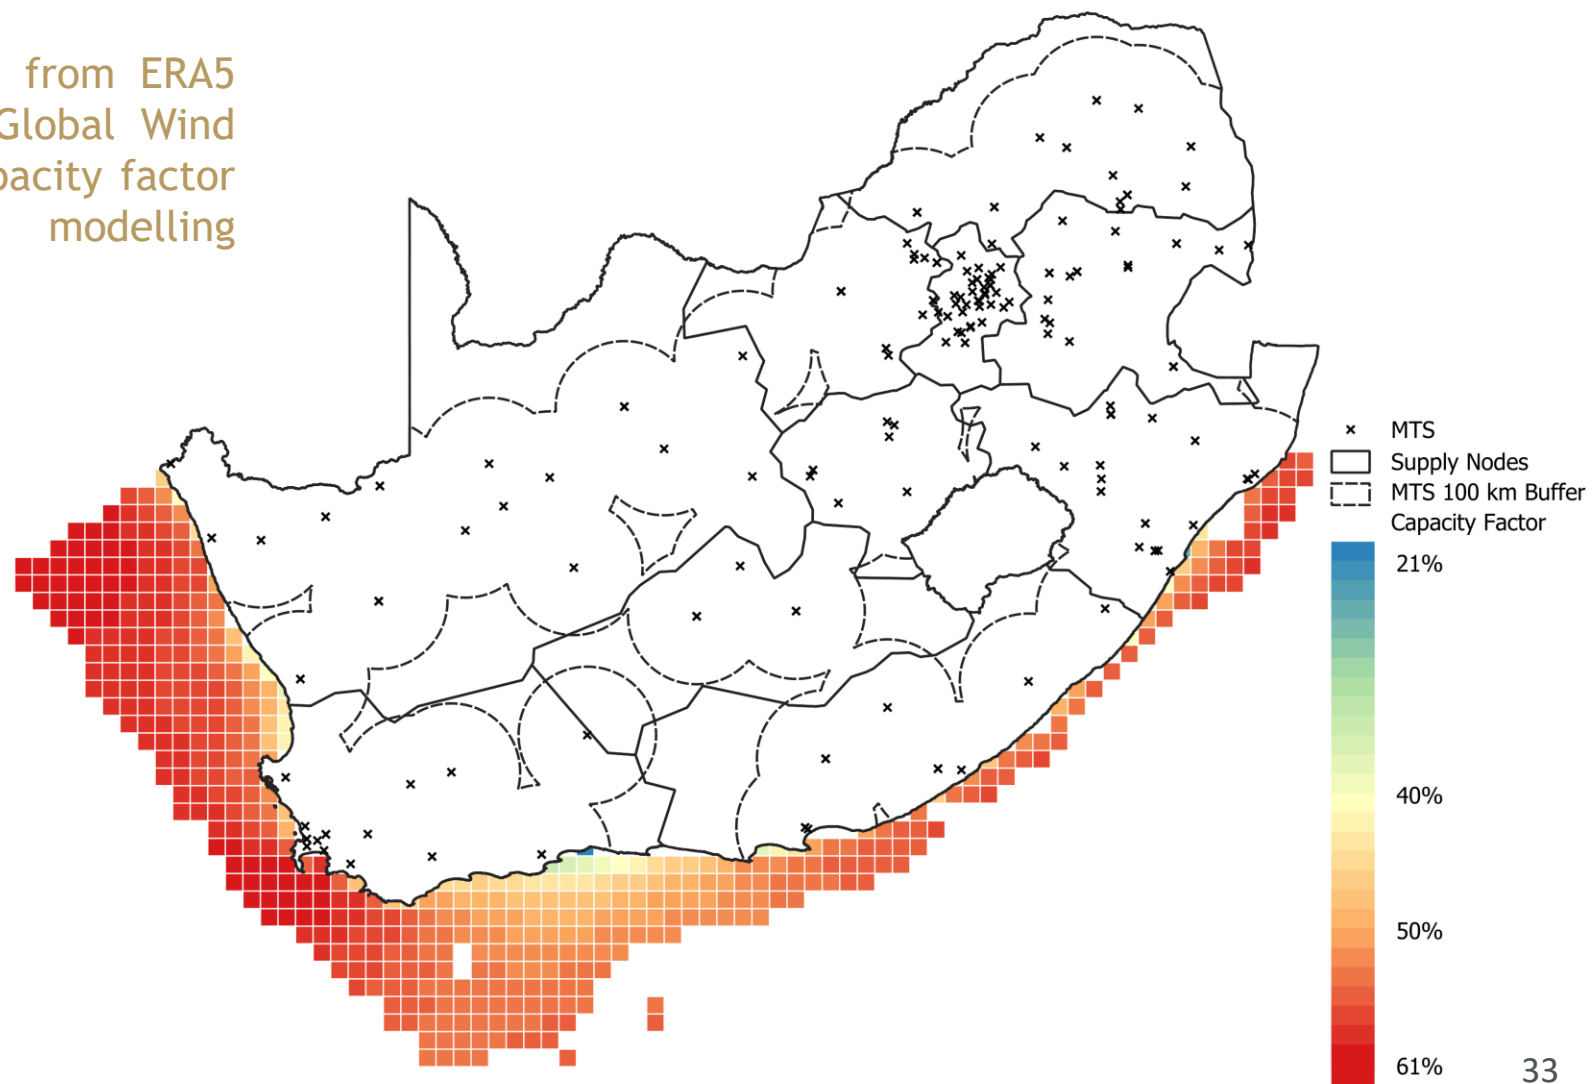 from ERA5
Global Wind
pacity factor
modelling
MTS
Supply Nodes
MTS 100 km Buffer
Capacity Factor
21%
40%
50%
61%
33